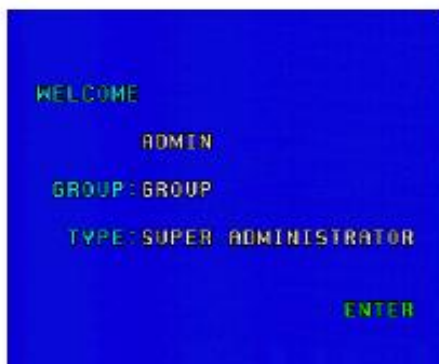 WELCOME
ADMIN
GROUP:GROUP
TYPE:SUPER ADMINISTRATOR
ENTER